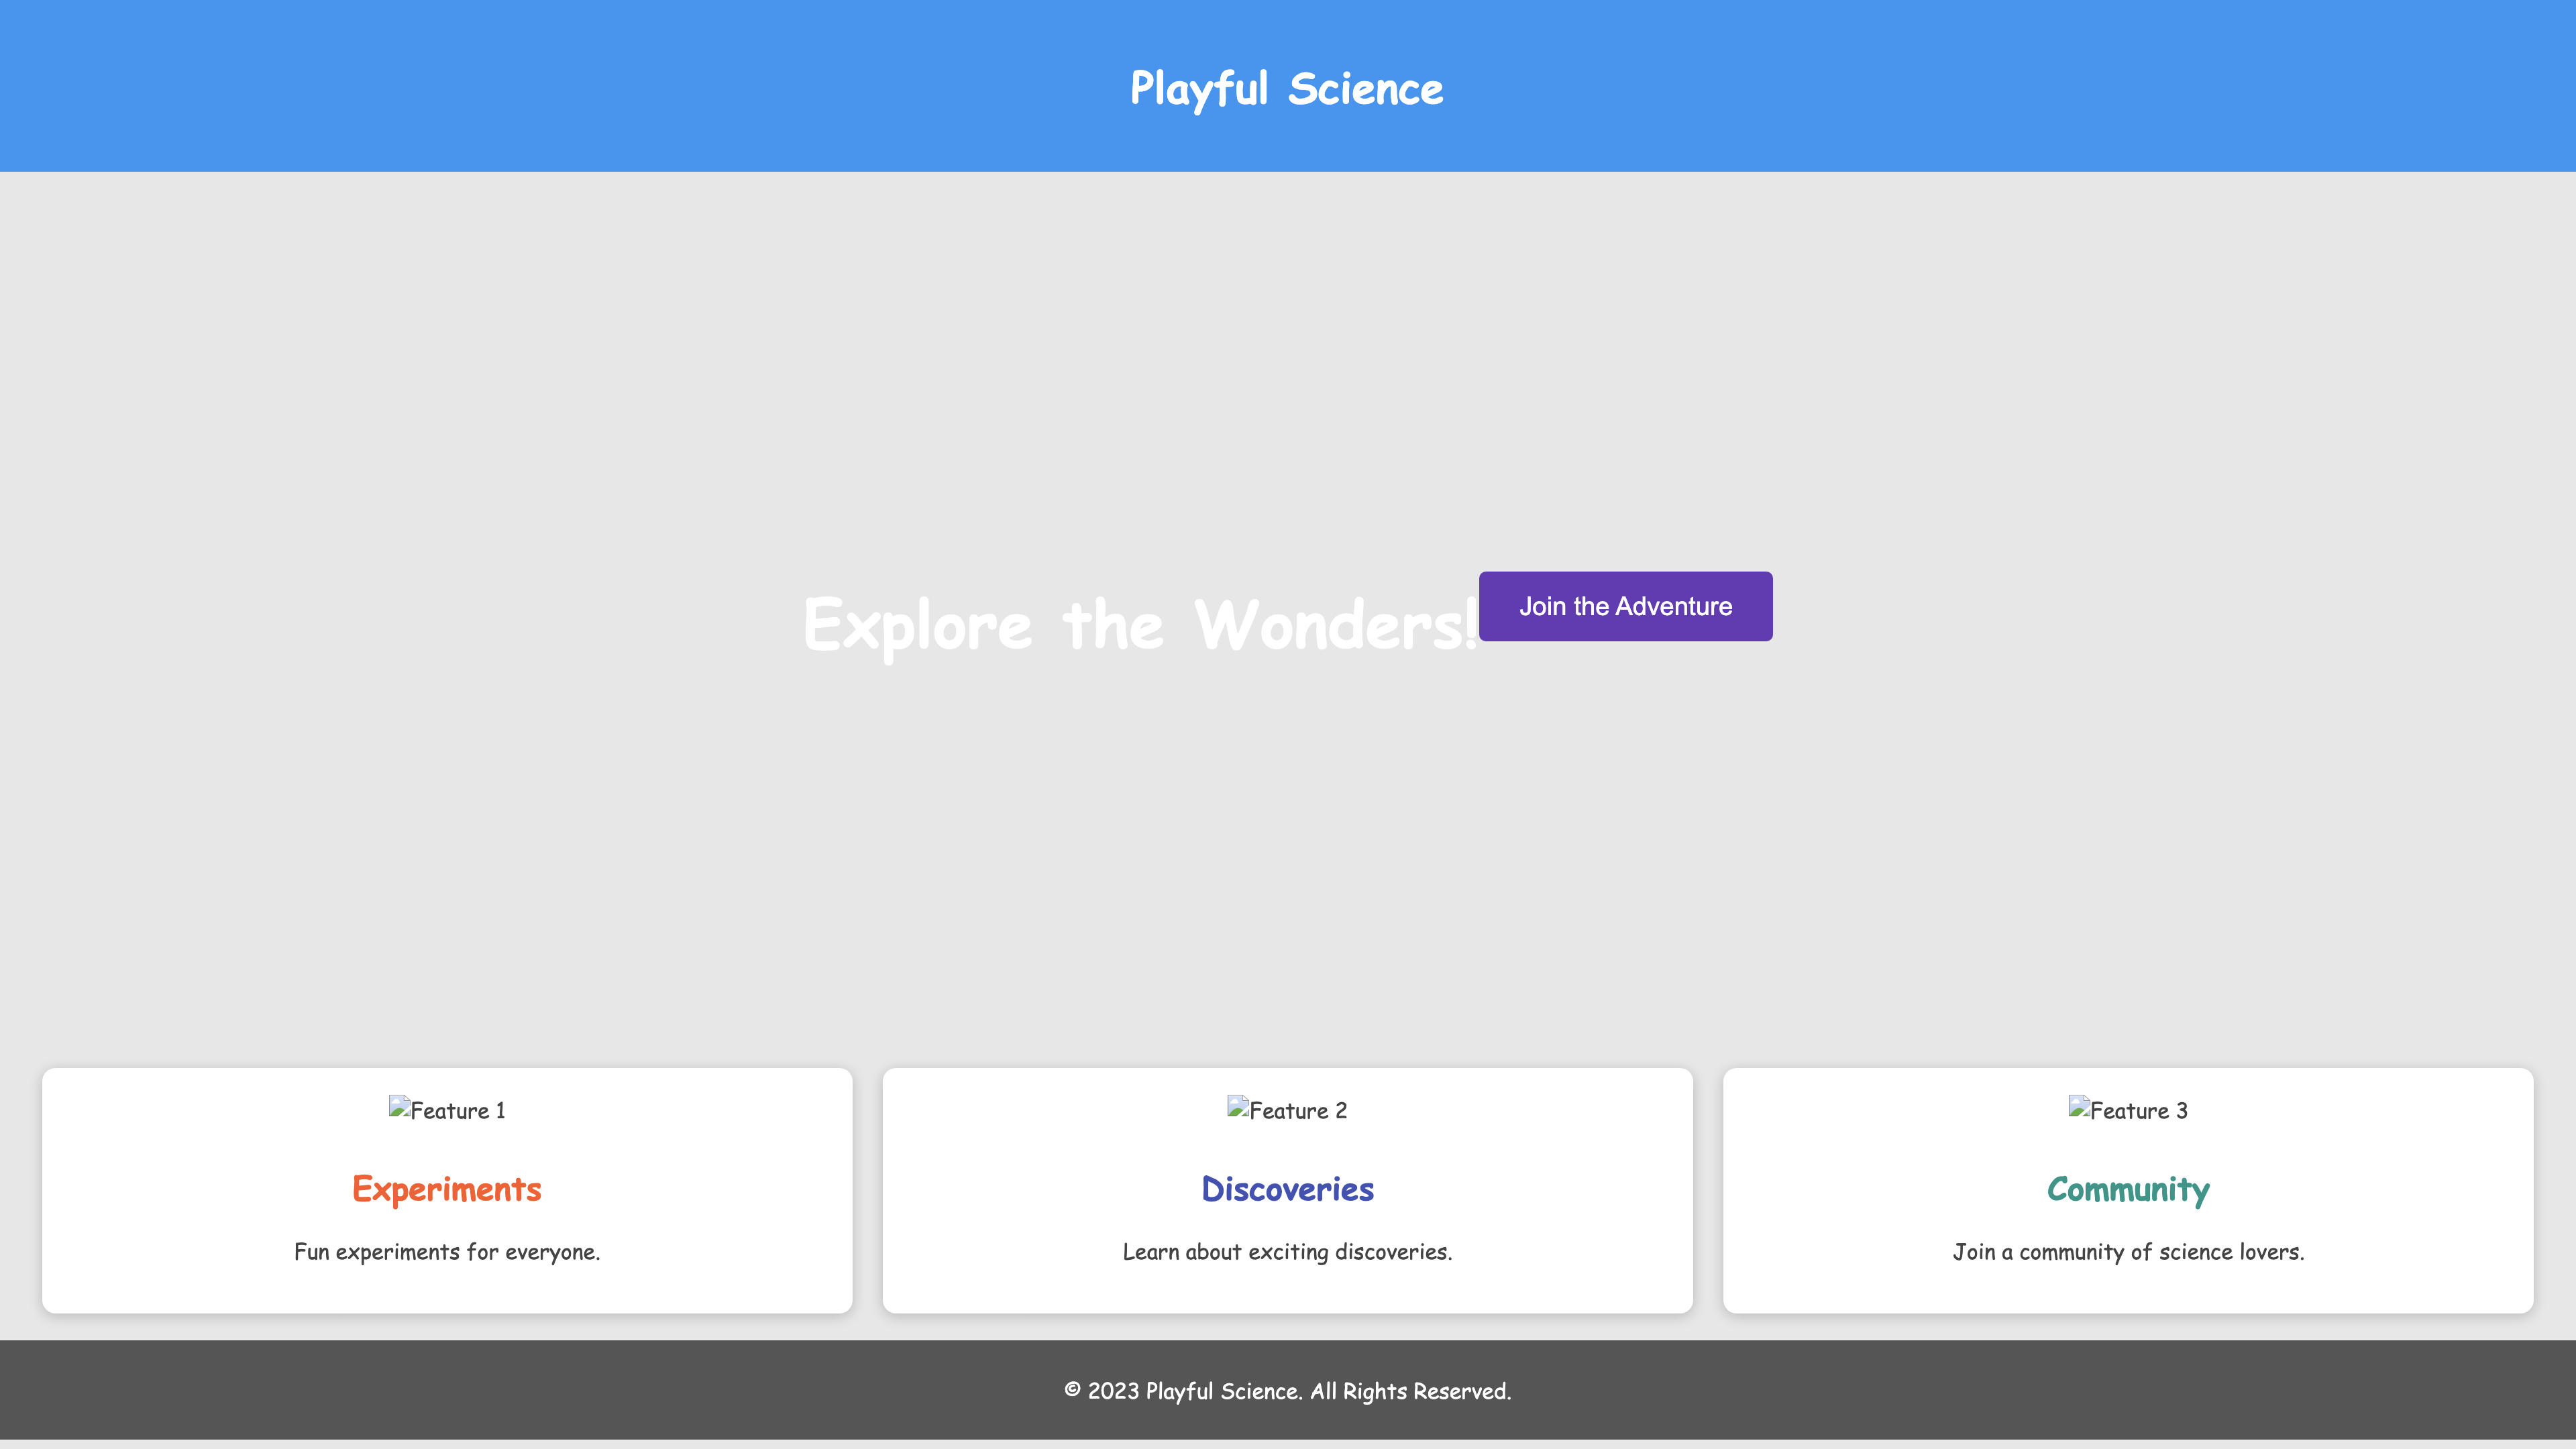 Playful Science
Explore the Wonders!
Join the Adventure
Feature 1
Feature 2
Feature 3
Experiments
Discoveries
Community
Fun experiments for everyone.
Learn about exciting discoveries.
Join a community of science lovers.
© 2023 Playful Science. All Rights Reserved.